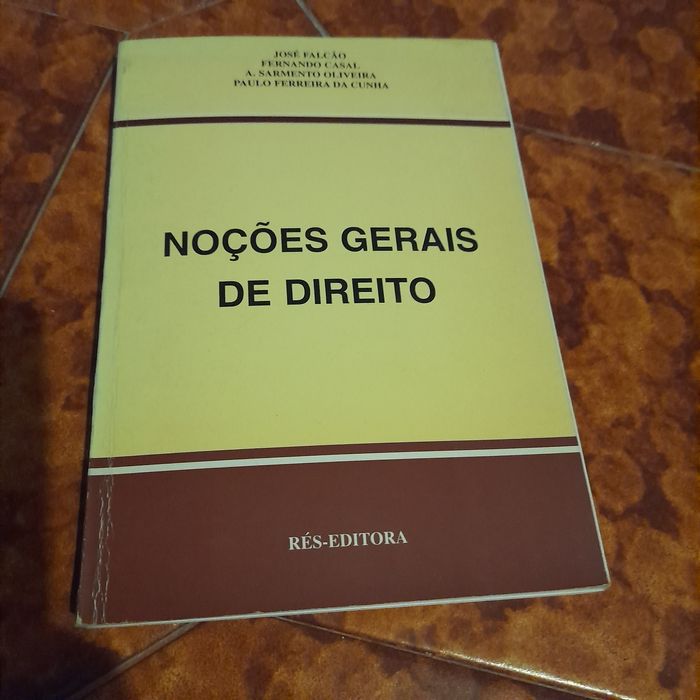 JOSÉ FALCÃO
FERNANDO CASAL
A. SARMENTO OLIVEIRA
PAULO FERREIRA DA CUNHA
NOÇÕES GERAIS
DE DIREITO
RÉS-EDITORA